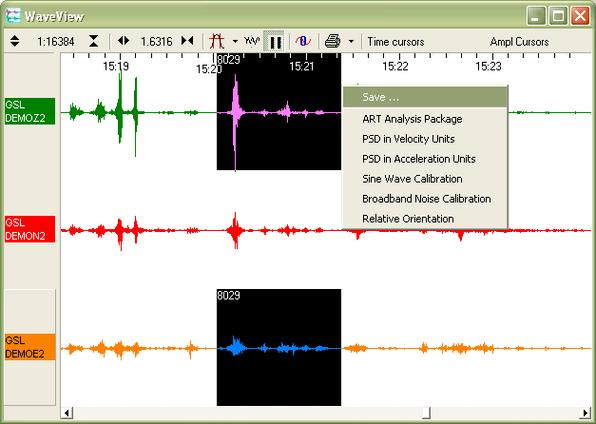 WaveView
1:16384 1.6316 Time cursors Ampl Cursors
15:19 15:20 15:21 15:22 15:23
8029
GSL
DEMOZ2
Save ...
ART Analysis Package
PSD in Velocity Units
PSD in Acceleration Units
Sine Wave Calibration
Broadband Noise Calibration
Relative Orientation
GSL
DEMON2
8029
GSL
DEMOE2